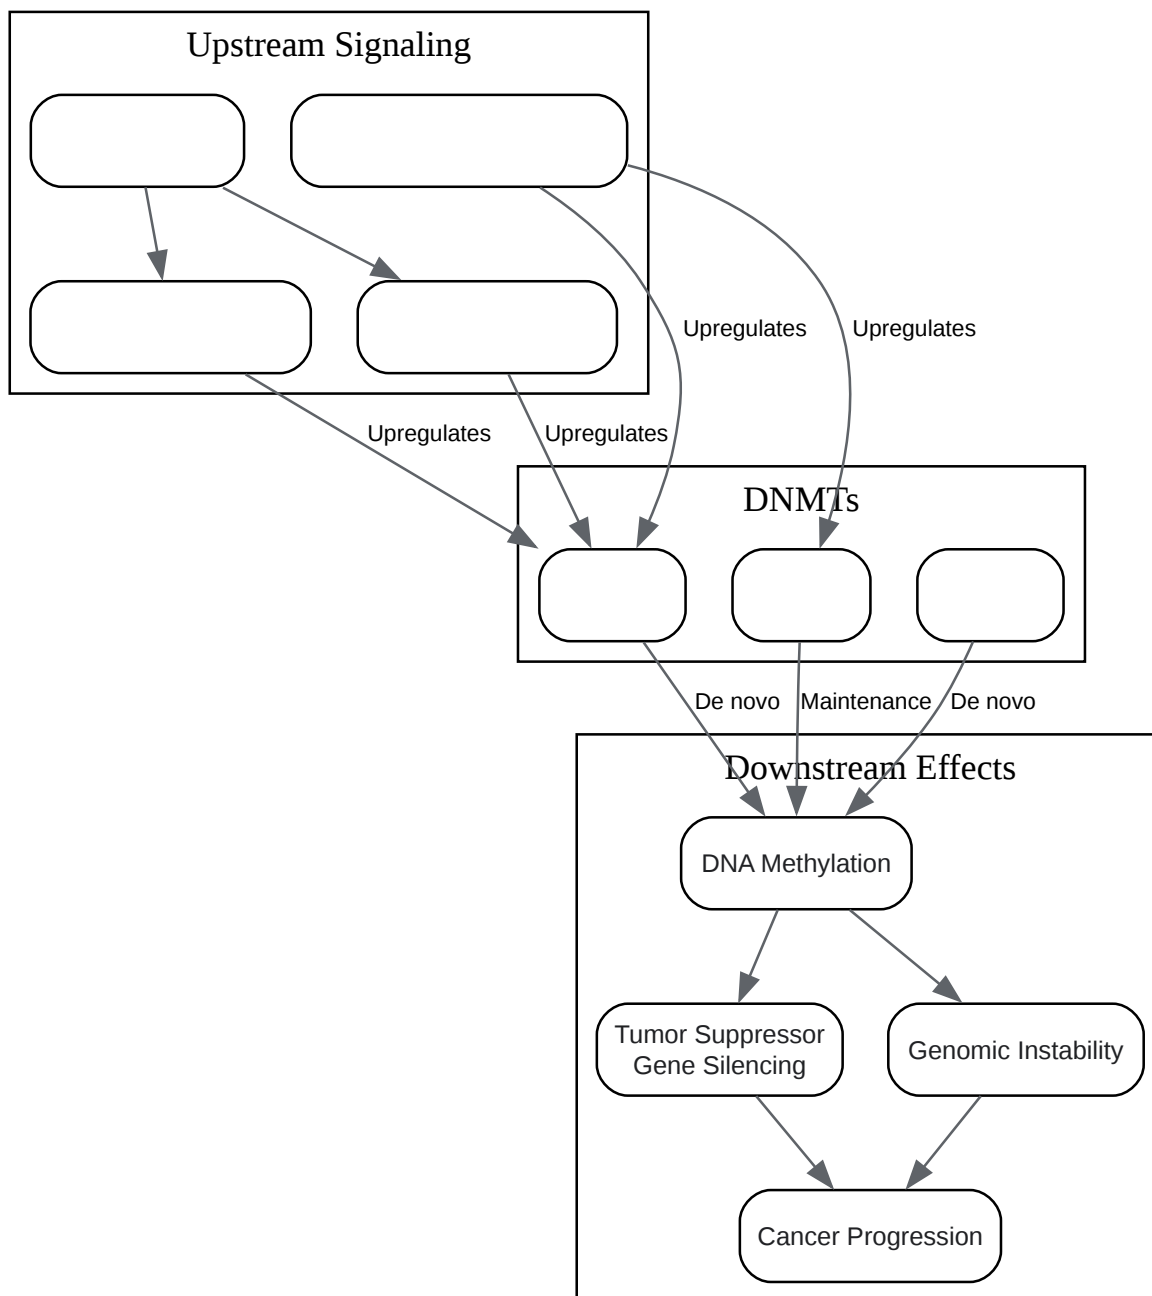 Upstream Signaling
Upregulates
Upregulates
Upregulates
Upregulates
DNMTs
De novo
Maintenance
De novo
Downstream Effects
DNA Methylation
Tumor Suppressor
Gene Silencing
Genomic Instability
Cancer Progression